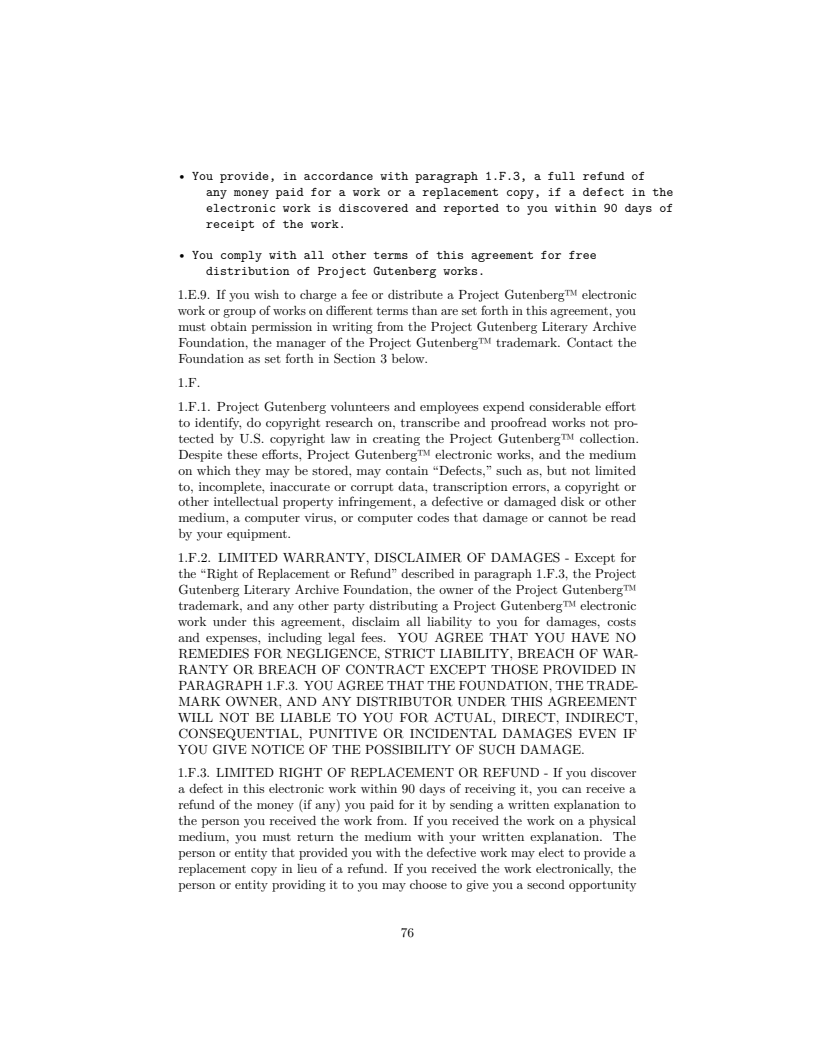 • You provide, in accordance with paragraph 1.F.3, a full refund of
any money paid for a work or a replacement copy, if a defect in the
electronic work is discovered and reported to you within 90 days of
receipt of the work.
• You comply with all other terms of this agreement for free
distribution of Project Gutenberg works.
1.E.9. If you wish to charge a fee or distribute a Project Gutenberg™ electronic
work or group of works on different terms than are set forth in this agreement, you
must obtain permission in writing from the Project Gutenberg Literary Archive
Foundation, the manager of the Project Gutenberg™ trademark. Contact the
Foundation as set forth in Section 3 below.
1.F.
1.F.1. Project Gutenberg volunteers and employees expend considerable effort
to identify, do copyright research on, transcribe and proofread works not pro-
tected by U.S. copyright law in creating the Project Gutenberg™ collection.
Despite these efforts, Project Gutenberg™ electronic works, and the medium
on which they may be stored, may contain “Defects,” such as, but not limited
to, incomplete, inaccurate or corrupt data, transcription errors, a copyright or
other intellectual property infringement, a defective or damaged disk or other
medium, a computer virus, or computer codes that damage or cannot be read
by your equipment.
1.F.2. LIMITED WARRANTY, DISCLAIMER OF DAMAGES - Except for
the “Right of Replacement or Refund” described in paragraph 1.F.3, the Project
Gutenberg Literary Archive Foundation, the owner of the Project Gutenberg™
trademark, and any other party distributing a Project Gutenberg™ electronic
work under this agreement, disclaim all liability to you for damages, costs
and expenses, including legal fees. YOU AGREE THAT YOU HAVE NO
REMEDIES FOR NEGLIGENCE, STRICT LIABILITY, BREACH OF WAR-
RANTY OR BREACH OF CONTRACT EXCEPT THOSE PROVIDED IN
PARAGRAPH 1.F.3. YOU AGREE THAT THE FOUNDATION, THE TRADE-
MARK OWNER, AND ANY DISTRIBUTOR UNDER THIS AGREEMENT
WILL NOT BE LIABLE TO YOU FOR ACTUAL, DIRECT, INDIRECT,
CONSEQUENTIAL, PUNITIVE OR INCIDENTAL DAMAGES EVEN IF
YOU GIVE NOTICE OF THE POSSIBILITY OF SUCH DAMAGE.
1.F.3. LIMITED RIGHT OF REPLACEMENT OR REFUND - If you discover
a defect in this electronic work within 90 days of receiving it, you can receive a
refund of the money (if any) you paid for it by sending a written explanation to
the person you received the work from. If you received the work on a physical
medium, you must return the medium with your written explanation. The
person or entity that provided you with the defective work may elect to provide a
replacement copy in lieu of a refund. If you received the work electronically, the
person or entity providing it to you may choose to give you a second opportunity
76